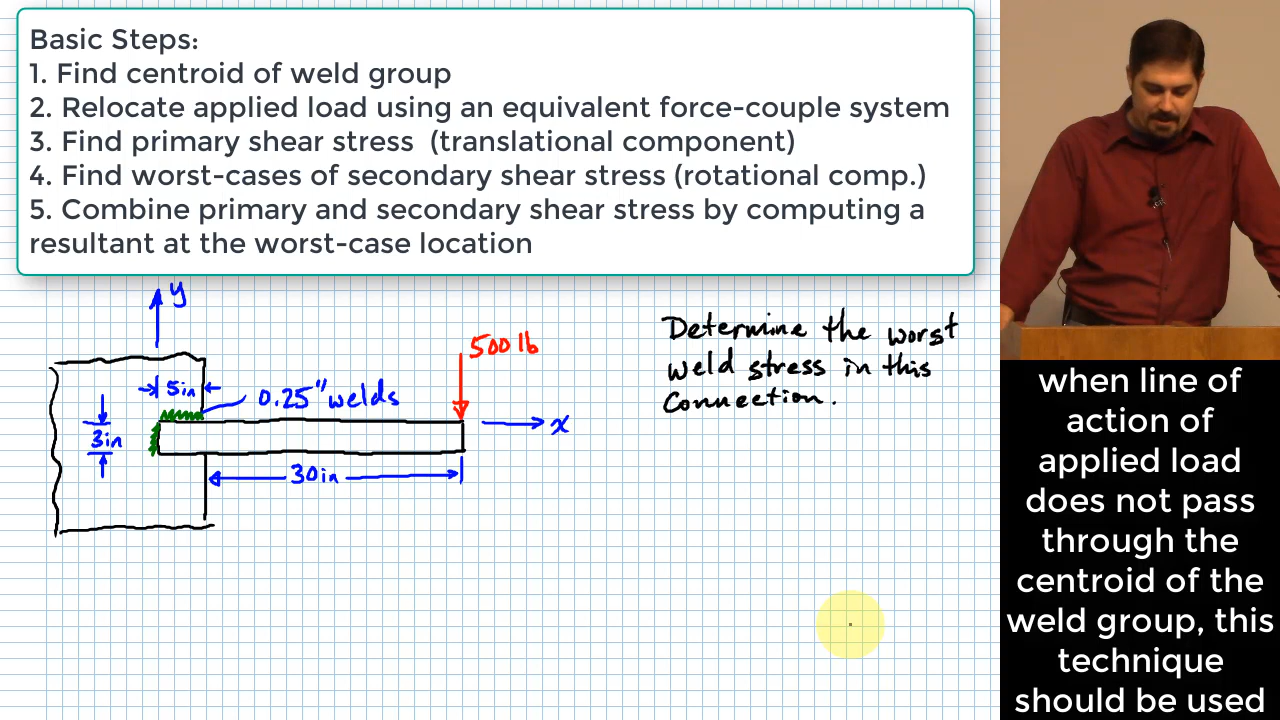 Basic Steps:
1. Find centroid of weld group
2. Relocate applied load using an equivalent force-couple system
3. Find primary shear stress (translational component)
4. Find worst-cases of secondary shear stress (rotational comp.)
5. Combine primary and secondary shear stress by computing a
resultant at the worst-case location
y
500 lb
5in
0.25" welds
3in
x
30in
Determine the worst
weld stress in this
Connection.
when line of
action of
applied load
does not pass
through the
centroid of the
weld group, this
technique
should be used